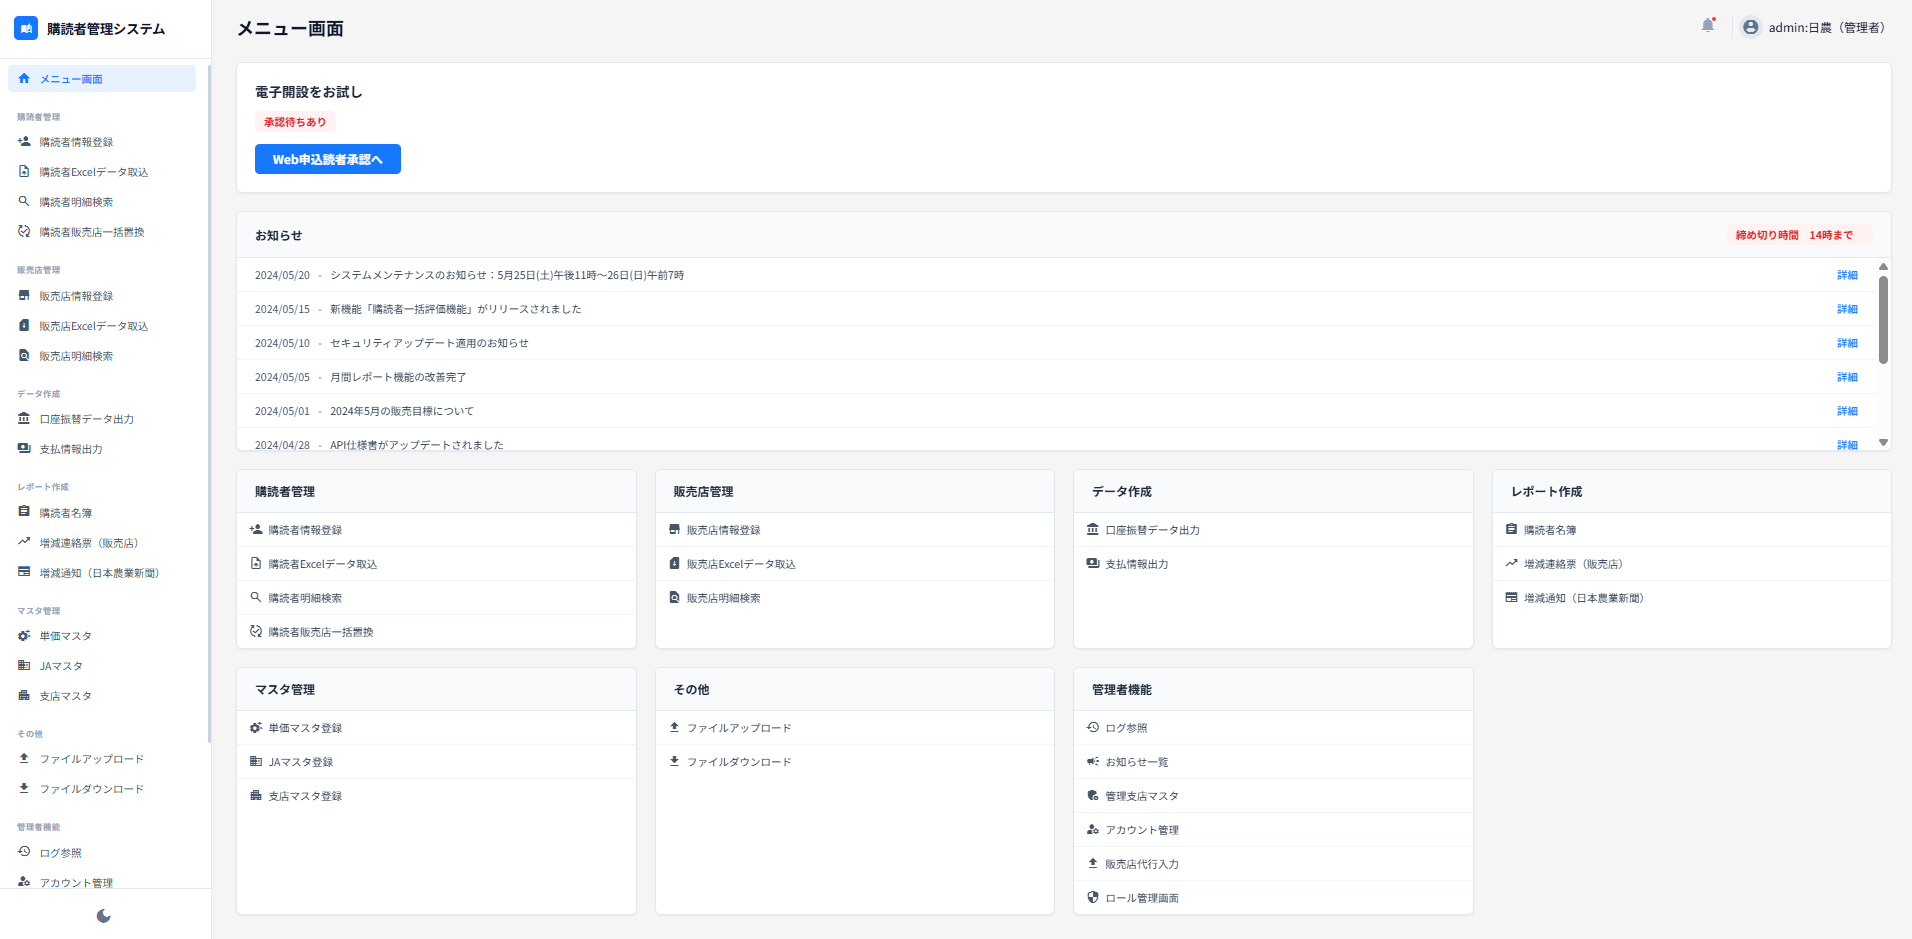 購読者管理システム
メニュー画面
購読者管理
購読者情報登録
購読者Excelデータ取込
購読者明細検索
購読者販売店一括置換
販売店管理
販売店情報登録
販売店Excelデータ取込
販売店明細検索
データ作成
口座振替データ出力
支払情報出力
レポート作成
購読者名簿
増減連絡票（販売店）
増減通知（日本農業新聞）
マスタ管理
単価マスタ
JAマスタ
支店マスタ
その他
ファイルアップロード
ファイルダウンロード
管理者機能
ログ参照
アカウント管理
メニュー画面
admin:日農（管理者）
電子開設をお試し
承認待ちあり
Web申込読者承認へ
お知らせ
締め切り時間　14時まで
2024/05/20 - システムメンテナンスのお知らせ：5月25日(土)午後11時～26日(日)午前7時 詳細
2024/05/15 - 新機能「購読者一括評価機能」がリリースされました 詳細
2024/05/10 - セキュリティアップデート適用のお知らせ 詳細
2024/05/05 - 月間レポート機能の改善完了 詳細
2024/05/01 - 2024年5月の販売目標について 詳細
2024/04/28 - API仕様書がアップデートされました 詳細
購読者管理
購読者情報登録
購読者Excelデータ取込
購読者明細検索
購読者販売店一括置換
販売店管理
販売店情報登録
販売店Excelデータ取込
販売店明細検索
データ作成
口座振替データ出力
支払情報出力
レポート作成
購読者名簿
増減連絡票（販売店）
増減通知（日本農業新聞）
マスタ管理
単価マスタ登録
JAマスタ登録
支店マスタ登録
その他
ファイルアップロード
ファイルダウンロード
管理者機能
ログ参照
お知らせ一覧
管理支店マスタ
アカウント管理
販売店代行入力
ロール管理画面